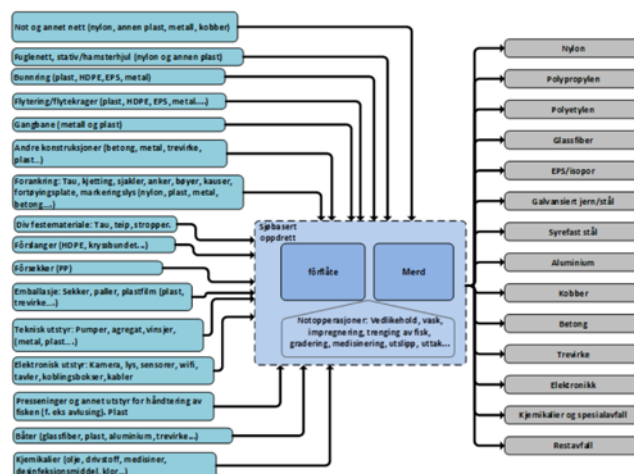 Not og annet nett (nylon, annen plast, metall, kobber)
Fuglenett, stativ/hamsterhjul (nylon og annen plast)
Bunnring (plast, HDPE, EPS, metal)
Flytering/flytekrager (plast, HDPE, EPS, metal....)
Gangbane (metall og plast)
Andre konstruksjoner (betong, metal, trevirke,
plast...)
Forankring: Tau, kjetting, sjakler, anker, bøyer, kauser,
fortøyingsplate, markeringslys (nylon, plast, metal,
betong....)
Div festemateriale: Tau, teip, stropper.
Fôrslanger (HDPE, kryssbundet...)
Fôrsekker (PP)
Emballasje: Sekker, paller, plastfilm (plast,
trevirke....)
Teknisk utstyr: Pumper, agregat, vinsjer,
(metal, plast....)
Elektronisk utstyr: Kamera, lys, sensorer, wifi,
tavler, koblingsbokser, kabler
Presseninger og annet utstyr for håndtering av
fisken (f. eks avlusing). Plast
Båter (glassfiber, plast, aluminium, trevirke...)
Kjemikalier (olje, drivstoff, medisiner,
desinfeksjonsmiddel, klor...)
Sjøbasert
oppdrett
fôrflåte
Merd
Notoperasjoner: Vedlikehold, vask,
impregnering, trenging av fisk,
gradering, medisinering, utslipp, uttak...
Nylon
Polypropylen
Polyetylen
Glassfiber
EPS/isopor
Galvansiert jern/stål
Syrefast stål
Aluminium
Kobber
Betong
Trevirke
Elektronikk
Kjemikalier og spesialavfall
Restavfall